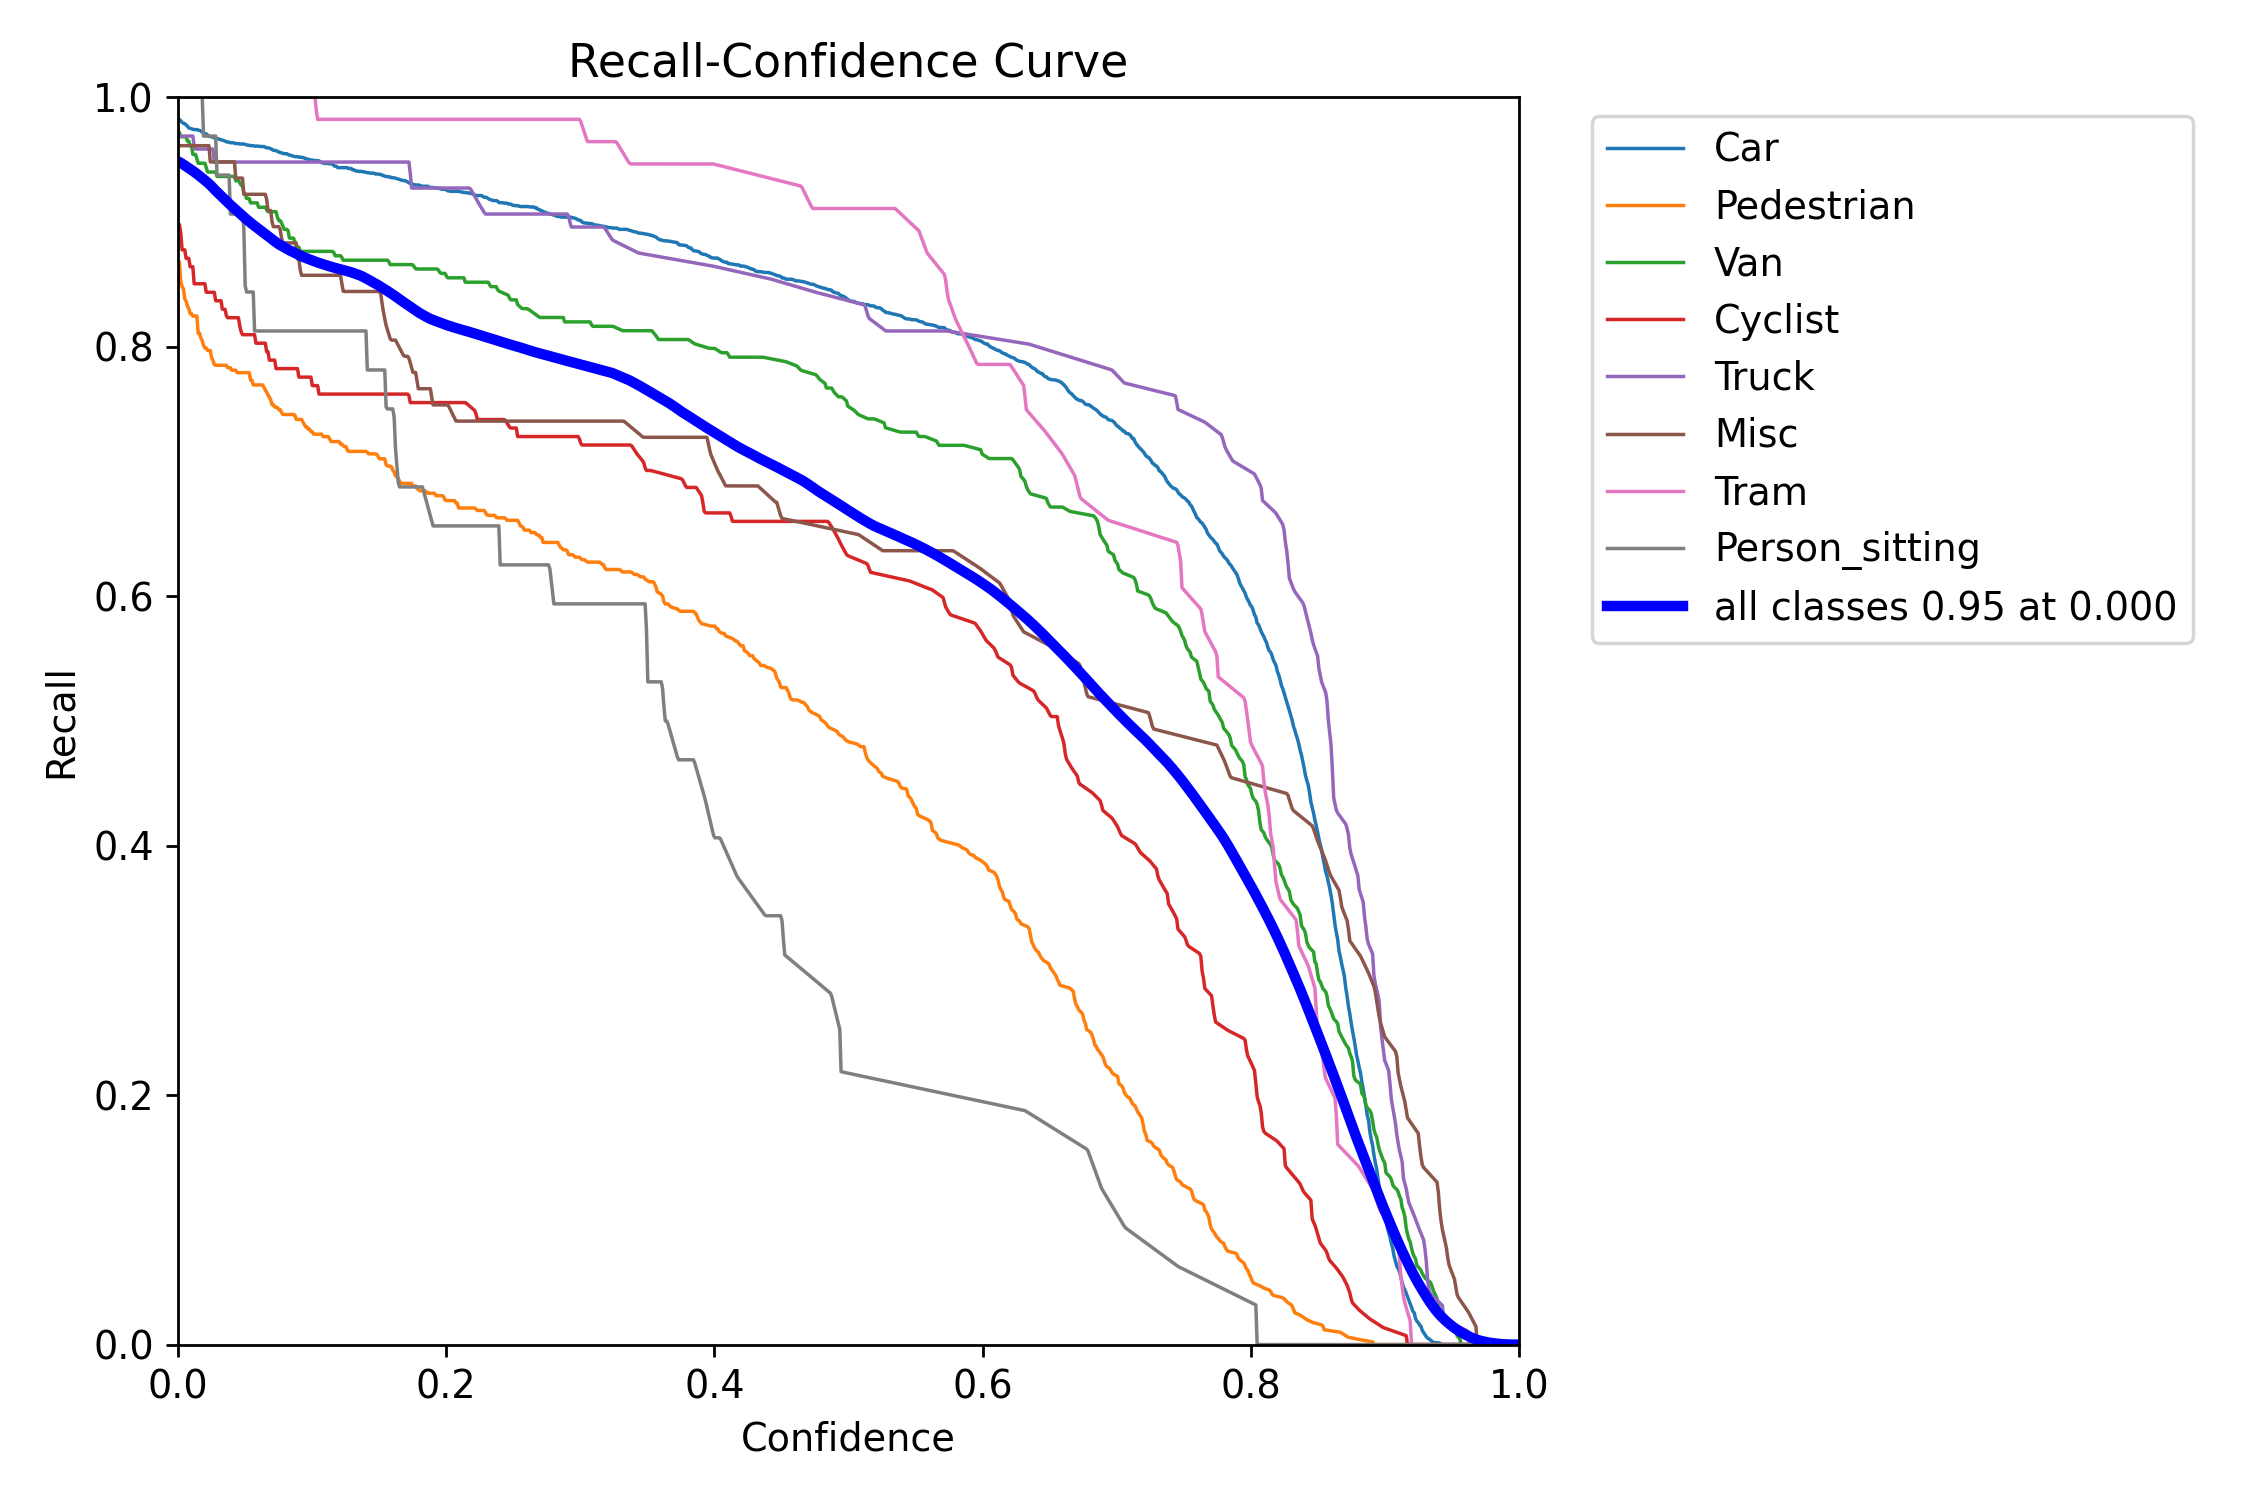 Recall-Confidence Curve
1.0
0.8
0.6
0.4
0.2
0.0
Recall
0.0 0.2 0.4 0.6 0.8 1.0
Confidence
Car
Pedestrian
Van
Cyclist
Truck
Misc
Tram
Person_sitting
all classes 0.95 at 0.000